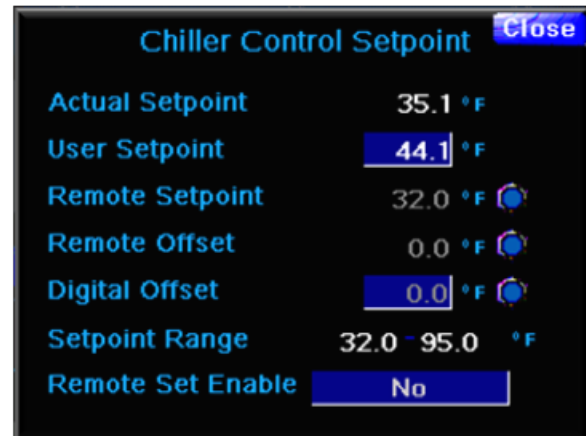 Chiller Control Setpoint Close
Actual Setpoint 35.1 °F
User Setpoint 44.1 °F
Remote Setpoint 32.0 °F
Remote Offset 0.0 °F
Digital Offset 0.0 °F
Setpoint Range 32.0 - 95.0 °F
Remote Set Enable No